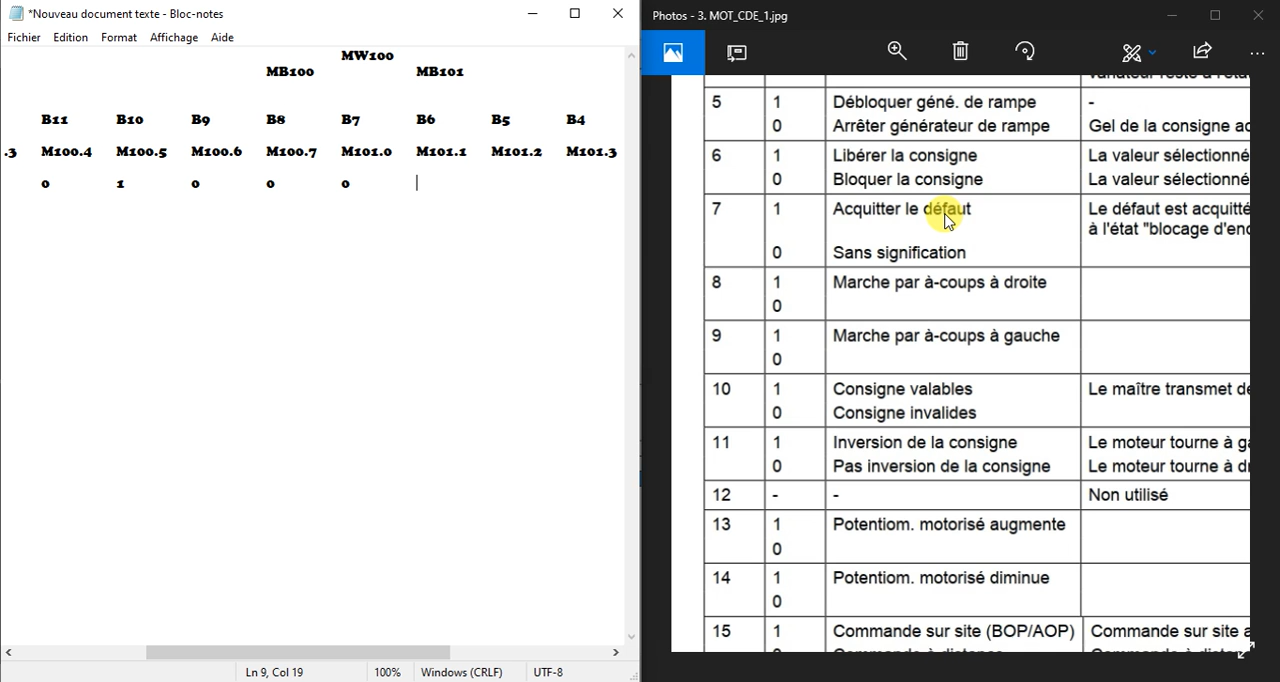 *Nouveau document texte - Bloc-notes
Fichier Edition Format Affichage Aide
MW100
MB100 MB101
B11 B10 B9 B8 B7 B6 B5 B4
.3 M100.4 M100.5 M100.6 M100.7 M101.0 M101.1 M101.2 M101.3
0 1 0 0 0
Ln 9, Col 19 100% Windows (CRLF) UTF-8
Photos - 3. MOT_CDE_1.jpg
5 1 Débloquer géné. de rampe -
0 Arrêter générateur de rampe Gel de la consigne
6 1 Libérer la consigne La valeur sélectionné
0 Bloquer la consigne La valeur sélectionné
7 1 Acquitter le défaut Le défaut est acquitté
à l'état "blocage d'en
0 Sans signification
8 1 Marche par à-coups à droite
0
9 1 Marche par à-coups à gauche
0
10 1 Consigne valables Le maître transmet
0 Consigne invalides
11 1 Inversion de la consigne Le moteur tourne à
0 Pas inversion de la consigne Le moteur tourne à
12 - - Non utilisé
13 1 Potentiom. motorisé augmente
0
14 1 Potentiom. motorisé diminue
0
15 1 Commande sur site (BOP/AOP) Commande sur site